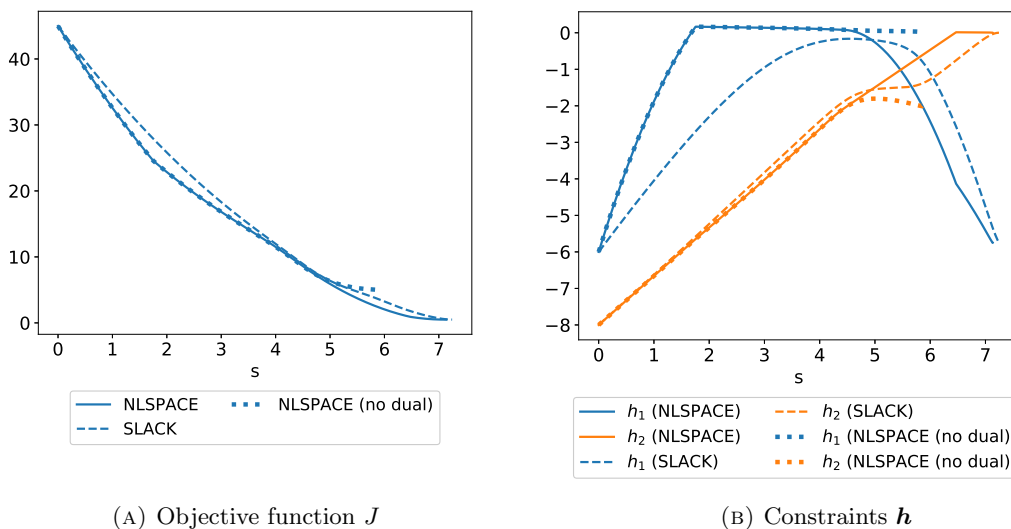 40
30
20
10
0
0 1 2 3 4 5 6 7
s
NLSPACE
NLSPACE (no dual)
SLACK
(A) Objective function J
0
−1
−2
−3
−4
−5
−6
−7
−8
0 1 2 3 4 5 6 7
s
h₁ (NLSPACE)
h₂ (SLACK)
h₂ (NLSPACE)
h₁ (NLSPACE (no dual)
h₁ (SLACK)
h₂ (NLSPACE (no dual)
(B) Constraints h